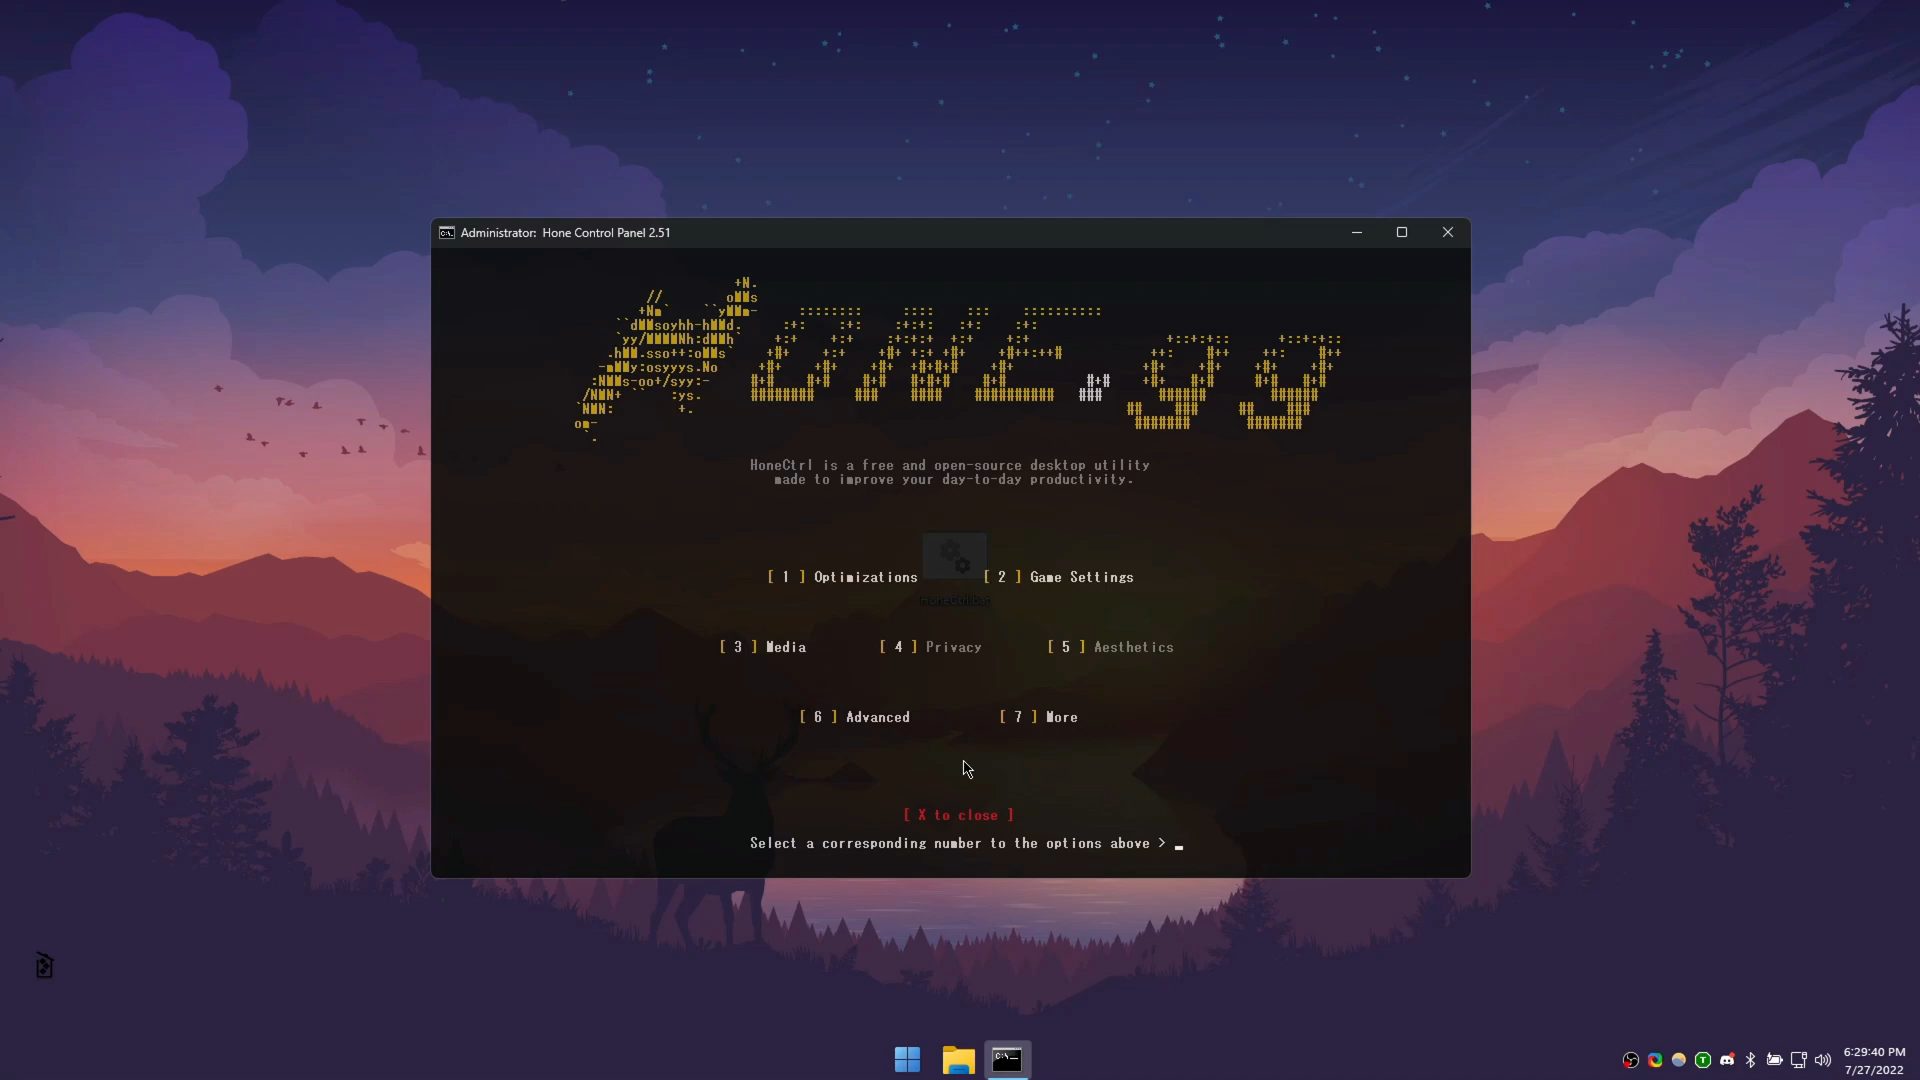 Administrator: Hone Control Panel 2.51
HoneCtrl is a free and open-source desktop utility
made to improve your day-to-day productivity.
[ 1 ] Optimizations [ 2 ] Game Settings
HoneCtrl.bat
[ 3 ] Media [ 4 ] Privacy [ 5 ] Aesthetics
[ 6 ] Advanced [ 7 ] More
[ X to close ]
Select a corresponding number to the options above > _
6:29:40 PM
7/27/2022